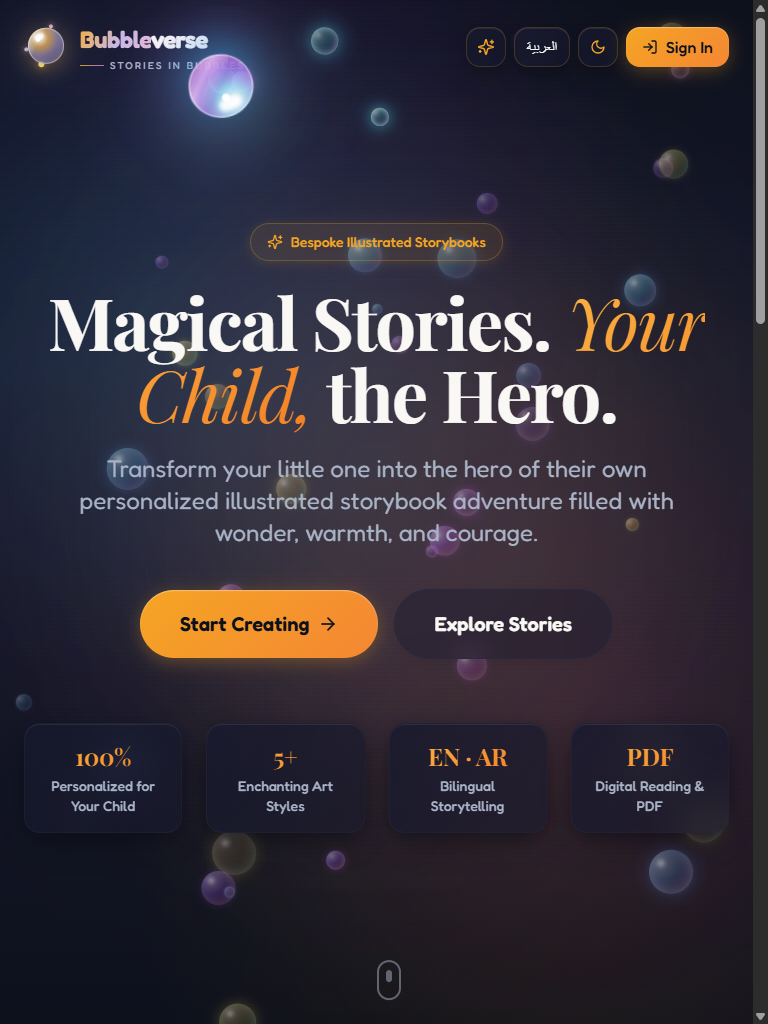 Bubbleverse
STORIES IN
العربية
Sign In
Bespoke Illustrated Storybooks
Magical Stories. Your
Child, the Hero.
Transform your little one into the hero of their own
personalized illustrated storybook adventure filled with
wonder, warmth, and courage.
Start Creating
Explore Stories
100%
Personalized for
Your Child
5+
Enchanting Art
Styles
EN · AR
Bilingual
Storytelling
PDF
Digital Reading &
PDF